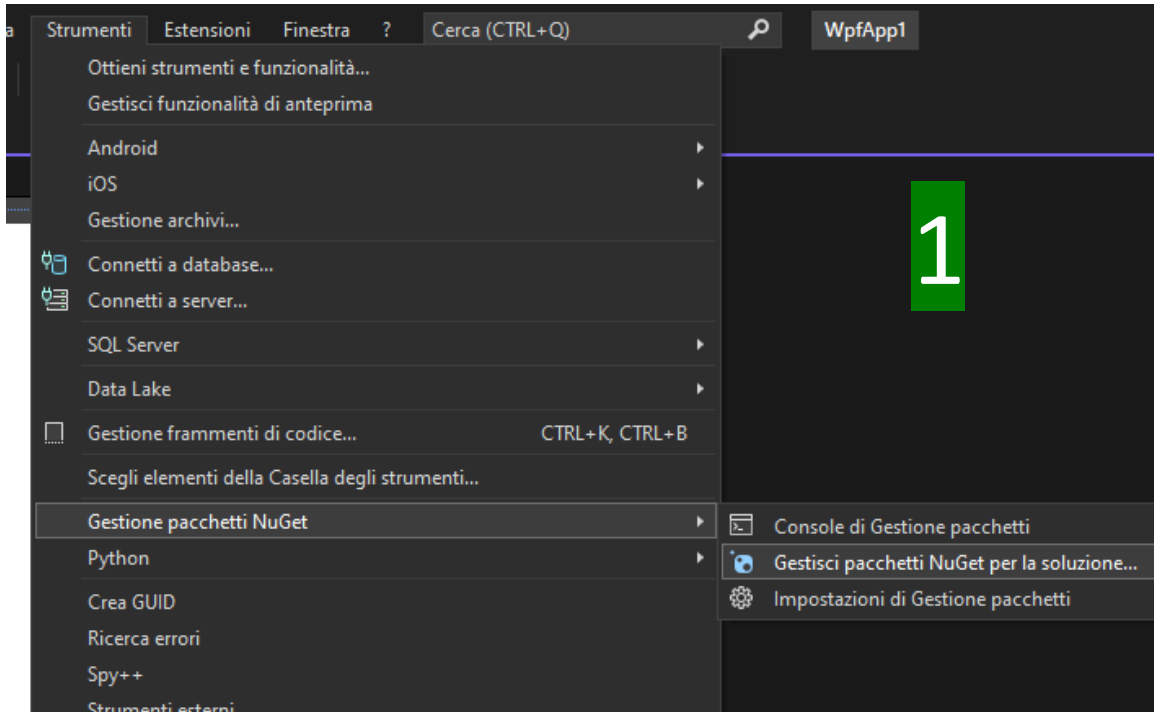 a Strumenti Estensioni Finestra ? Cerca (CTRL+Q) WpfApp1
Ottieni strumenti e funzionalità...
Gestisci funzionalità di anteprima
Android
iOS
Gestione archivi...
1
Connetti a database...
Connetti a server...
SQL Server
Data Lake
Gestione frammenti di codice... CTRL+K, CTRL+B
Scegli elementi della Casella degli strumenti...
Gestione pacchetti NuGet
Console di Gestione pacchetti
Python
Gestisci pacchetti NuGet per la soluzione...
Crea GUID
Impostazioni di Gestione pacchetti
Ricerca errori
Spy++
Strumenti esterni